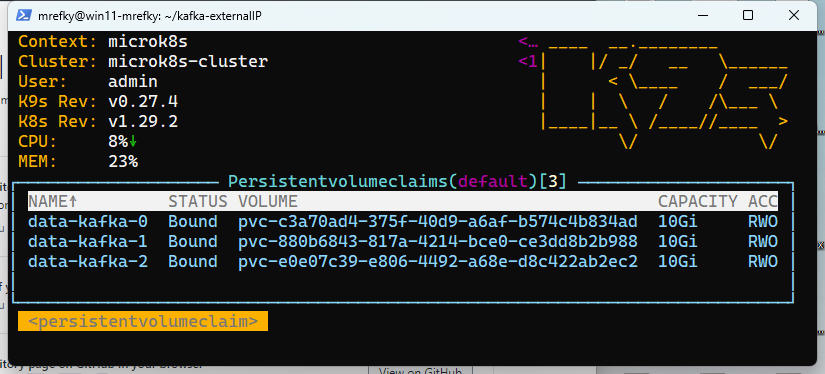 mrefky@win11-mrefky: ~/kafka-externalIP
Context: microk8s
<…
Cluster: microk8s-cluster
<1
User: admin
K9s Rev: v0.27.4
K8s Rev: v1.29.2
CPU: 8%↓
MEM: 23%
Persistentvolumeclaims(default)[3]
NAME↑ STATUS VOLUME CAPACITY ACC
data-kafka-0 Bound pvc-c3a70ad4-375f-40d9-a6af-b574c4b834ad 10Gi RWO
data-kafka-1 Bound pvc-880b6843-817a-4214-bce0-ce3dd8b2b988 10Gi RWO
data-kafka-2 Bound pvc-e0e07c39-e806-4492-a68e-d8c422ab2ec2 10Gi RWO
<persistentvolumeclaim>
View on GitHub